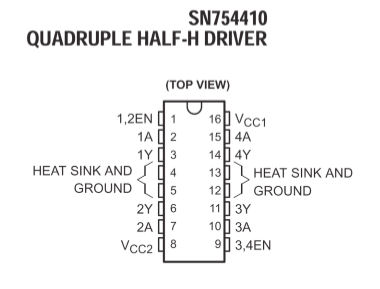 SN754410
QUADRUPLE HALF-H DRIVER
(TOP VIEW)
1,2EN 1 16 VCC1
1A 2 15 4A
1Y 3 14 4Y
HEAT SINK AND GROUND 4 13 HEAT SINK AND GROUND
5 12
2Y 6 11 3Y
2A 7 10 3A
VCC2 8 9 3,4EN